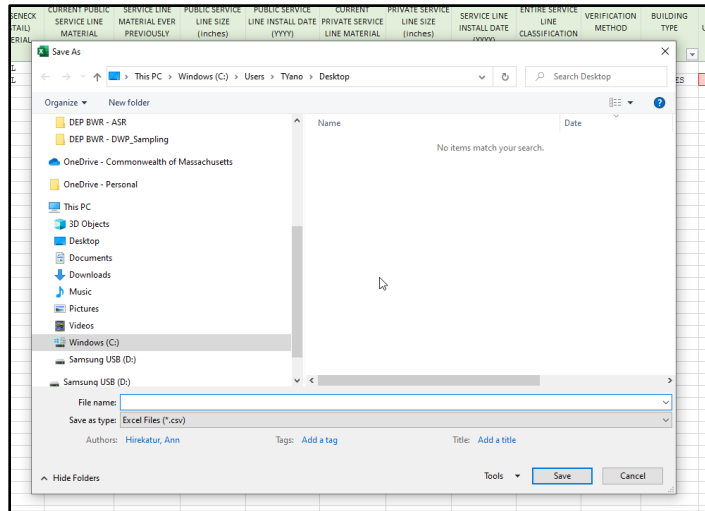 SENECK
CURRENT PUBLIC SERVICE LINE MATERIAL
SERVICE LINE MATERIAL EVER PREVIOUSLY
PUBLIC SERVICE LINE SIZE (inches)
PUBLIC SERVICE LINE INSTALL DATE (YYYY)
CURRENT PRIVATE SERVICE LINE MATERIAL
PRIVATE SERVICE LINE SIZE (inches)
SERVICE LINE INSTALL DATE (YYYY)
ENTIRE SERVICE LINE CLASSIFICATION
VERIFICATION METHOD
BUILDING TYPE
Save As
This PC > Windows (C:) > Users > TYano > Desktop
Search Desktop
Organize
New folder
DEP BWR - ASR
DEP BWR - DWP_Sampling
OneDrive - Commonwealth of Massachusetts
OneDrive - Personal
This PC
3D Objects
Desktop
Documents
Downloads
Music
Pictures
Videos
Windows (C:)
Samsung USB (D:)
Samsung USB (D:)
Name
Date
No items match your search.
ES
File name:
Save as type: Excel Files (*.csv)
Authors: Hirekatur, Ann
Tags: Add a tag
Title: Add a title
Hide Folders
Tools
Save
Cancel